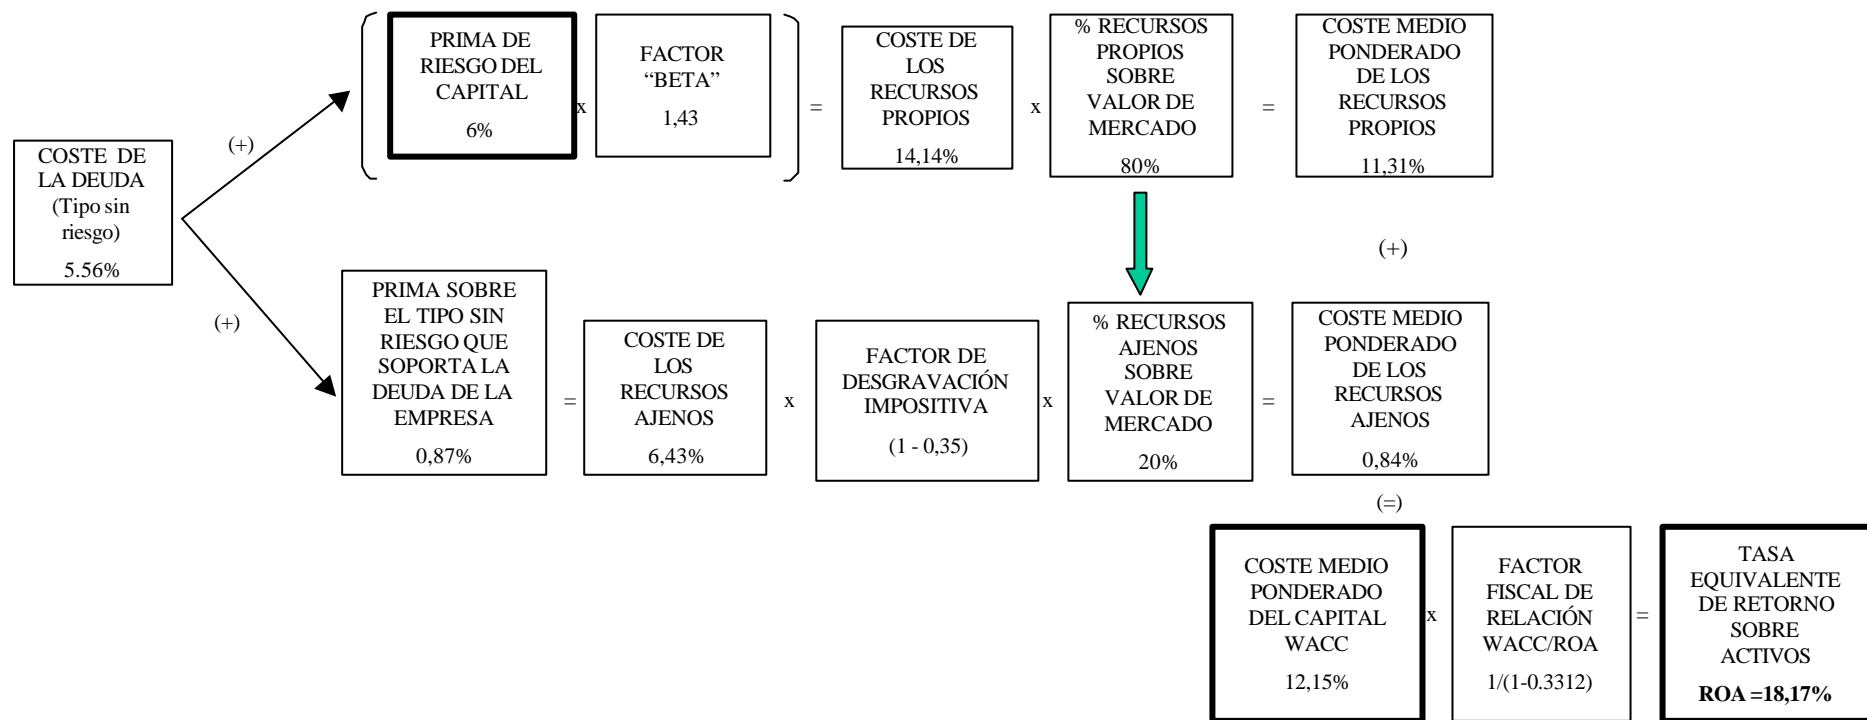 COSTE DE
LA DEUDA
(Tipo sin
riesgo)
5.56%
(+)
(+)
PRIMA DE
RIESGO DEL
CAPITAL
6%
x
FACTOR
“BETA”
1,43
=
COSTE DE
LOS
RECURSOS
PROPIOS
14,14%
x
% RECURSOS
PROPIOS
SOBRE
VALOR DE
MERCADO
80%
=
COSTE MEDIO
PONDERADO
DE LOS
RECURSOS
PROPIOS
11,31%
(+)
PRIMA SOBRE
EL TIPO SIN
RIESGO QUE
SOPORTA LA
DEUDA DE LA
EMPRESA
0,87%
=
COSTE DE
LOS
RECURSOS
AJENOS
6,43%
x
FACTOR DE
DESGRAVACIÓN
IMPOSITIVA
(1 - 0,35)
x
% RECURSOS
AJENOS
SOBRE
VALOR DE
MERCADO
20%
=
COSTE MEDIO
PONDERADO
DE LOS
RECURSOS
AJENOS
0,84%
(=)
COSTE MEDIO
PONDERADO
DEL CAPITAL
WACC
12,15%
x
FACTOR
FISCAL DE
RELACIÓN
WACC/ROA
1/(1-0.3312)
=
TASA
EQUIVALENTE
DE RETORNO
SOBRE
ACTIVOS
ROA =18,17%